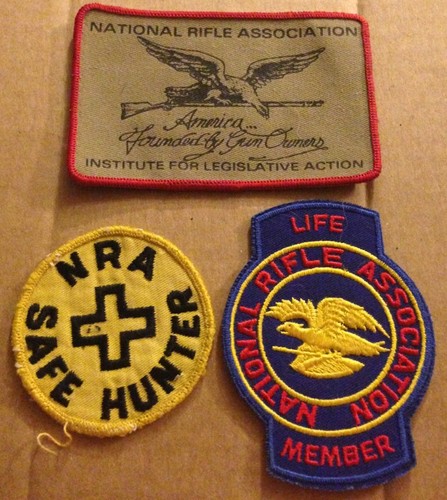 NATIONAL RIFLE ASSOCIATION
America...
Founded by Gun Owners
INSTITUTE FOR LEGISLATIVE ACTION
NRA
SAFE HUNTER
LIFE
NATIONAL RIFLE ASSOCIATION
MEMBER